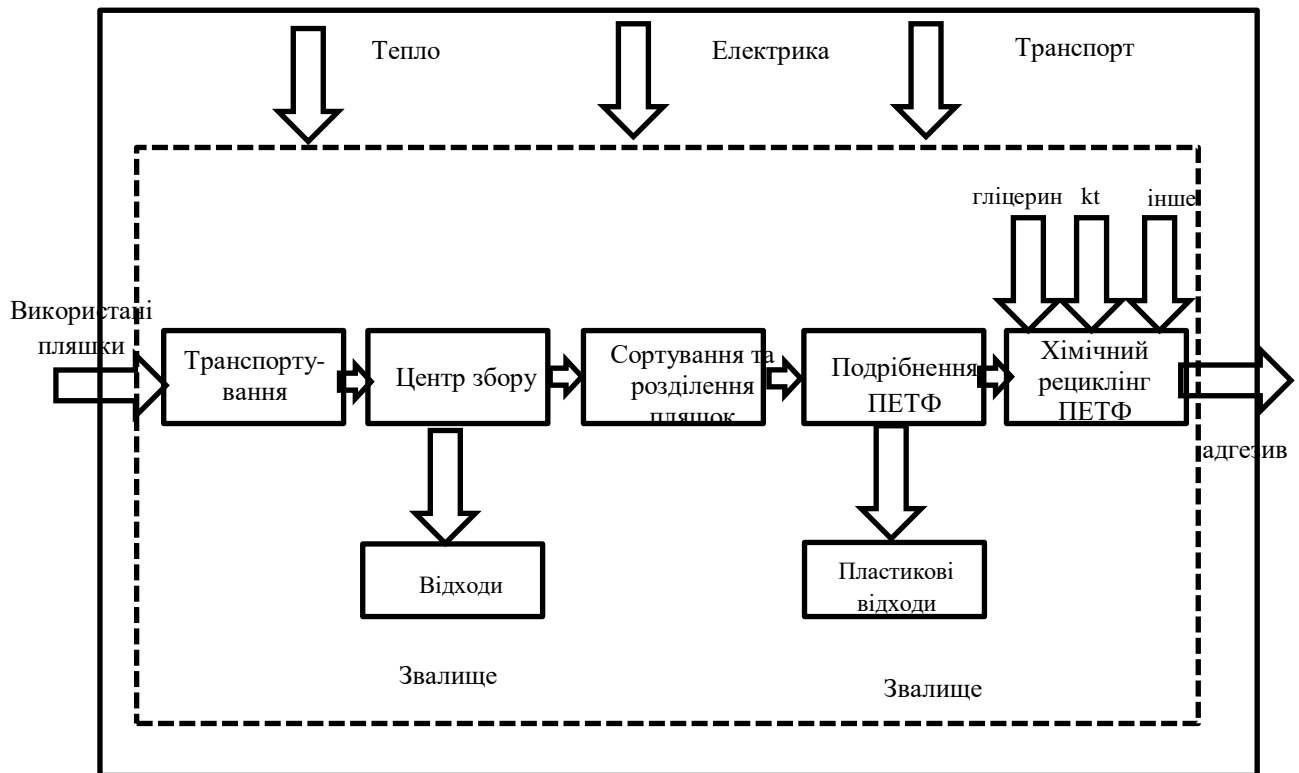 Тепло
Електрика
Транспорт
гліцерин
kt
інше
Використані
пляшки
Транспорту-
вання
Центр збору
Сортування та
розділення
пляшок
Подрібнення
ПЕТФ
Хімічний
рециклінг
ПЕТФ
адгезив
Відходи
Пластикові
відходи
Звалище
Звалище